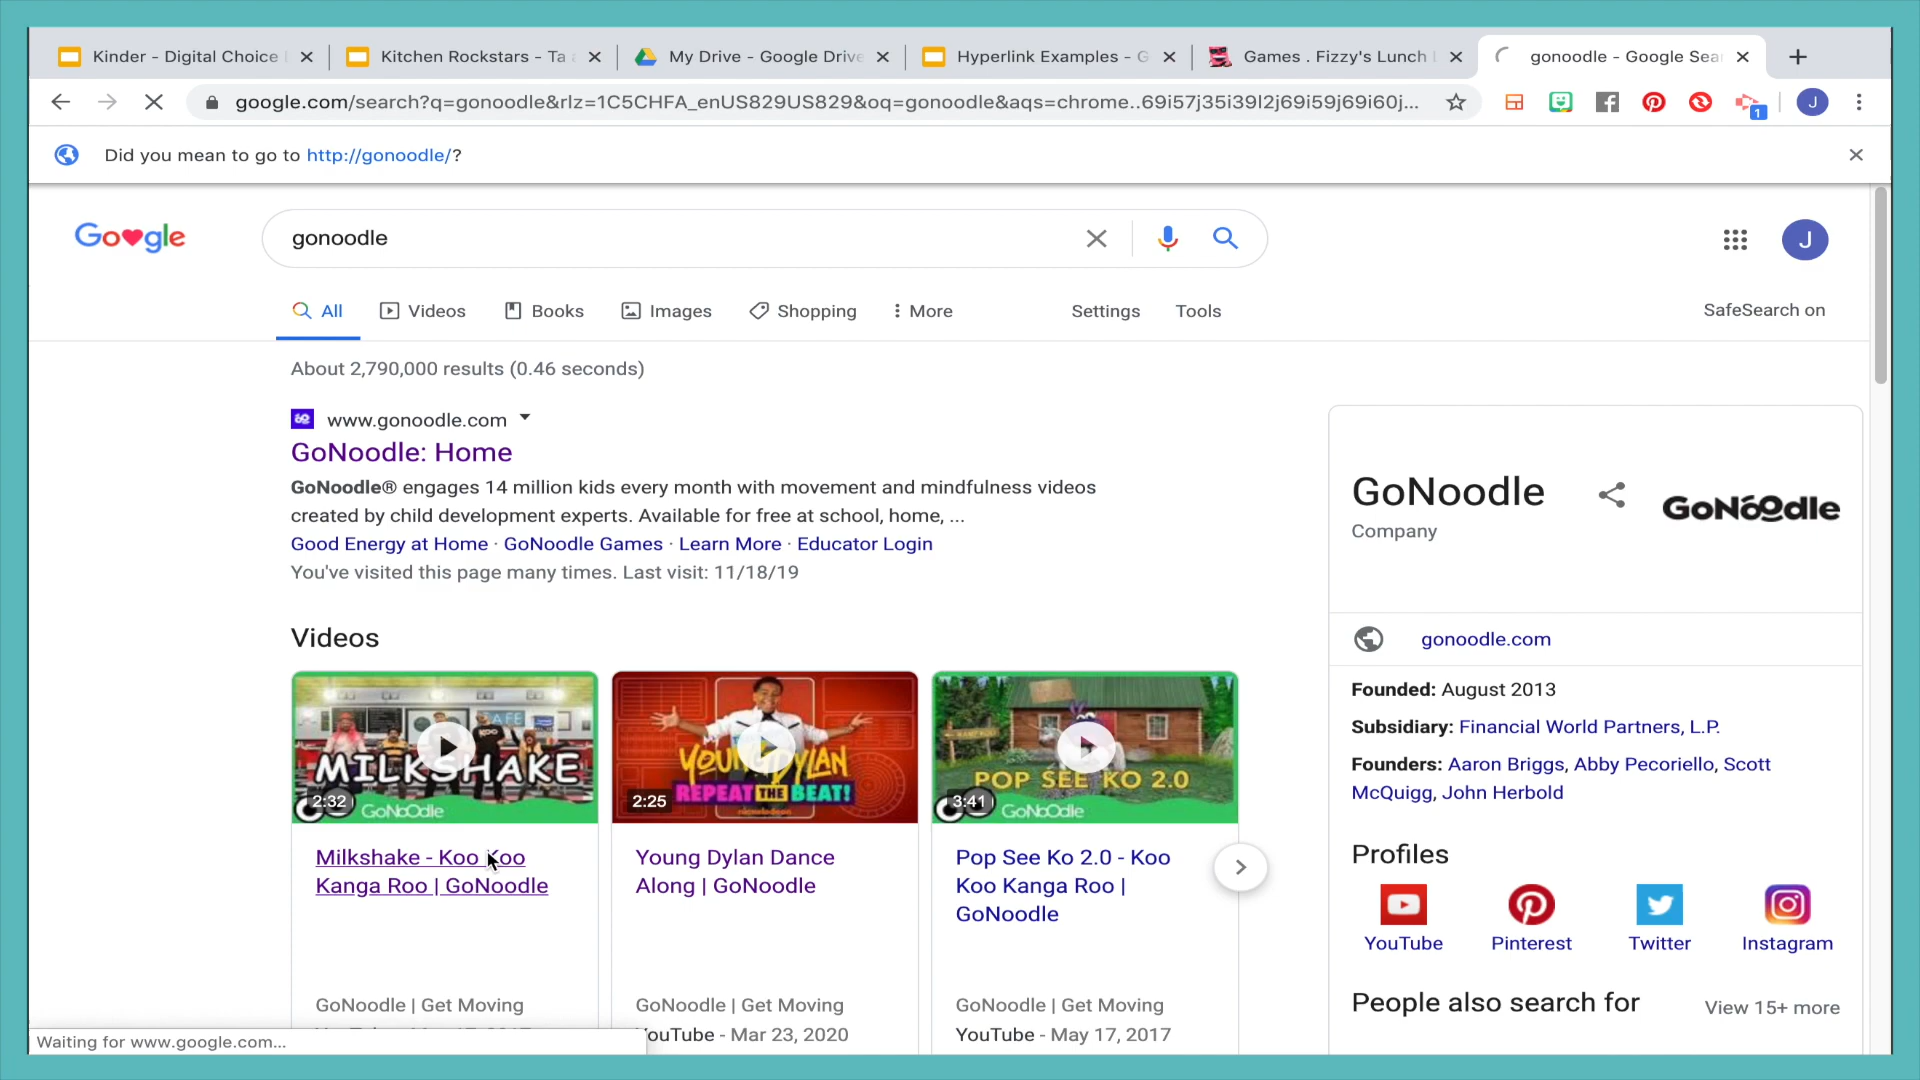 Kinder - Digital Choice
Kitchen Rockstars - Ta
My Drive - Google Drive
Hyperlink Examples - G
Games . Fizzy's Lunch
gonoodle - Google Sea
google.com/search?q=gonoodle&rlz=1C5CHFA_enUS829US829&oq=gonoodle&aqs=chrome..69i57j35i39l2j69i59j69i60j...
1
J
Did you mean to go to http://gonoodle/?
Google
gonoodle
J
All
Videos
Books
Images
Shopping
More
Settings
Tools
SafeSearch on
About 2,790,000 results (0.46 seconds)
www.gonoodle.com
GoNoodle: Home
GoNoodle® engages 14 million kids every month with movement and mindfulness videos
created by child development experts. Available for free at school, home, ...
Good Energy at Home · GoNoodle Games · Learn More · Educator Login
You've visited this page many times. Last visit: 11/18/19
Videos
MILKSHAKE
2:32
GoNoodle
YOUNG DYLAN
REPEAT THE BEAT!
2:25
POP SEE KO 2.0
3:41
GoNoodle
Milkshake - Koo Koo
Kanga Roo | GoNoodle
Young Dylan Dance
Along | GoNoodle
Pop See Ko 2.0 - Koo
Koo Kanga Roo |
GoNoodle
GoNoodle | Get Moving
GoNoodle | Get Moving
YouTube - Mar 23, 2020
GoNoodle | Get Moving
YouTube - May 17, 2017
GoNoodle
Company
GoNoodle
gonoodle.com
Founded: August 2013
Subsidiary: Financial World Partners, L.P.
Founders: Aaron Briggs, Abby Pecoriello, Scott
McQuigg, John Herbold
Profiles
YouTube
Pinterest
Twitter
Instagram
People also search for
View 15+ more
Waiting for www.google.com...